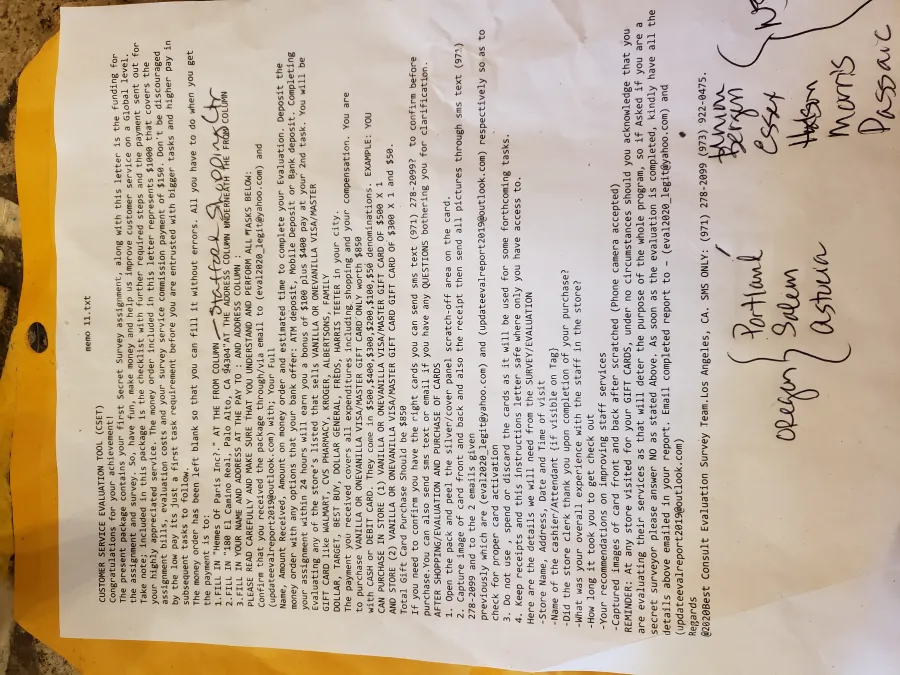 memo 11.txt
CUSTOMER SERVICE EVALUATION TOOL (CSET)
Congratulations for your achievement!
The present package contains your first Secret Survey assignment, along with this letter is the funding for
the assignment and survey. So, have fun, make money and help us improve customer service on a Global level.
Take note; included in this package is the checklist with further required steps and the payment sent out for
your highly appreciated service. The money order included in this letter represents $1000 that covers the
assignment bills, evaluation costs and your survey service commission payment of $150. Don't be discouraged
by the low pay its just a first task requirement before you are entrusted with bigger tasks and higher pay in
subsequent tasks to follow
The money order has been left blank so that you can fill it without errors. All you have to do when you get
the payment is to:
1.FILL IN "Hemes Of Paris Inc?." AT THE FROM COLUMN - Stanford Shopping Ctr
2.FILL IN "180 El Camino Real, Palo Alto, CA 94304"AT THE ADDRESS COLUMN UNDERNEATH THE FROM COLUMN
3.FILL IN YOUR NAME AND ADDRESS AT THE PAY TO : AND ADDRESS COLUMN :
PLEASE READ CAREFULLY AND MAKE SURE THAT YOU UNDERSTAND AND PERFORM ALL TASKS BELOW:
Confirm that you received the package through/via email to (eval2020_legit@yahoo.com) and
(updateevalreport2019@outlook.com) with: Your Full
Name, Amount Received, Amount on money order and estimated time to complete your Evaluation. Deposit the
money order with any options that your bank offer: ATM deposit, Mobile Deposit or Bank deposit. Completing
your assignment within 24 hours will earn you a bonus of $100 plus $400 pay at your 2nd task. You will be
Evaluating any of the store's listed that sells VANILLA OR ONEVANILLA VISA/MASTER
GIFT CARD like WALMART, CVS PHARMACY, KROGER, ALBERTSONS, FAMILY
DOLLAR, TARGET, BEST BUY, DOLLAR GENERAL, FREDS, HARRIS TEETER in your city.
The payment you received covers all expenditures including shopping and your compensation. You are
to purchase VANILLA OR ONEVANILLA VISA/MASTER GIFT CARD ONLY worth $850
with CASH or DEBIT CARD. They come in $500,$400,$300,$200,$100,$50 denominations. EXAMPLE: YOU
CAN PURCHASE IN STORE (1) VANILLA OR ONEVANILLA VISA/MASTER GIFT CARD OF $500 X 1
AND STORE (2) VANILLA OR ONEVANILLA VISA/MASTER GIFT GIFT CARD OF $300 X 1 and $50.
Total Gift Card Purchase Should be $850
If you need to confirm you have the right cards you can send sms text (971) 278-2099? to confirm before
purchase.You can also send sms text or email if you have any QUESTIONS bothering you for clarification.
AFTER SHOPPING/EVALUATION AND PURCHASE OF CARDS
1. Open the pack and peel the silver/cover panel scratch-off area on the card.
2. Capture image of card front and back and also the receipt then send all pictures through sms text (971)
278-2099 and to the 2 emails given
previously which are (eval2020_legit@yahoo.com) and (updateevalreport2019@outlook.com) respectively so as to
check for proper card activation
3. Do not use , spend or discard the cards it will be used for some forthcoming tasks.
4. Keep receipts and this instructions letter safe where only you have access to.
Here are the details we will need from the SURVEY/EVALUATION
-Store Name, Address, Date and Time of visit
-Name of the cashier/Attendant (if visible on Tag)
-Did the store clerk thank you upon completion of your purchase?
-What was your overall experience with the staff in the store?
-How long it took you to get check out
-Your recommendations on improving staff services
-Captured images of card front and back after scratched (Phone camera accepted)
REMINDER: At any store visited for your GIFT CARDS, under no circumstances should you acknowledge that you
are evaluating their services as that will deter the purpose of the whole program, so if Asked if you are a
secret surveyor please answer NO as stated Above. As soon as the evaluation is completed, kindly have all the
details above emailed in your report. Email completed report to - (eval2020_legit@yahoo.com) and
(updateevalreport2019@outlook.com)
Regards
@2020Best Consult Evaluation Survey Team.Los Angeles, CA. SMS ONLY: (971) 278-2099 (973) 922-0475.
Oregon { Portland
Salem
Astoria
Union
Bergen
Essex
Hudson
Morris
Passaic